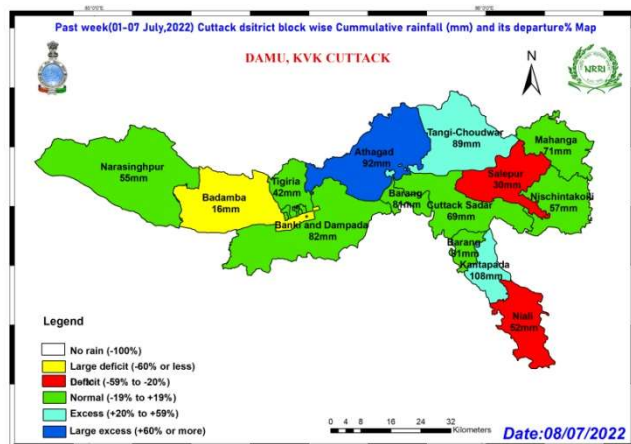 Past week(01-07 July,2022) Cuttack dsitrict block wise Cummulative rainfall (mm) and its departure% Map
DAMU, KVK CUTTACK
N
NRRI
Tangi-Choudwar
89mm
Mahanga
71mm
Athagad
92mm
Narasinghpur
55mm
Salepur
30mm
Tigiria
42mm
Badamba
16mm
Barang
81mm
Nischintakoili
57mm
Cuttack Sadar
69mm
Banki and Dampada
82mm
Barang
81mm
Kantapada
108mm
Niali
52mm
Legend
No rain (-100%)
Large deficit (-60% or less)
Deficit (-59% to -20%)
Normal (-19% to +19%)
Excess (+20% to +59%)
Large excess (+60% or more)
0 4 8 16 24 32
Kilometers
Date:08/07/2022